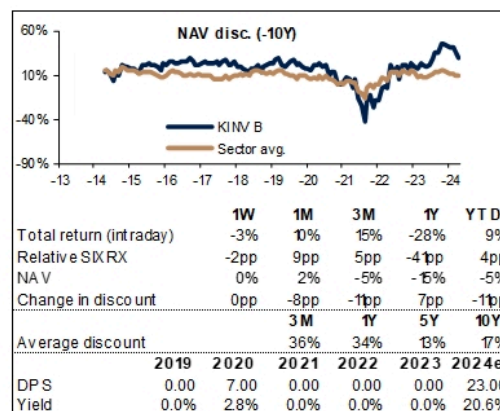 NAV disc. (-10Y)
60%
10%
-40%
-90%
KINV B
Sector avg.
-13 -14 -15 -16 -17 -18 -19 -20 -21 -22 -23 -24
1W 1M 3M 1Y YTD
Total return (intraday) -3% 10% 15% -28% 9%
Relative SIXRX -2pp 9pp 5pp -41pp 4pp
NAV 0% 2% -5% -15% -5%
Change in discount 0pp -8pp -11pp 7pp -11pp
3M 1Y 5Y 10Y
Average discount 36% 34% 13% 17%
2019 2020 2021 2022 2023 2024e
DPS 0.00 7.00 0.00 0.00 0.00 23.00
Yield 0.0% 2.8% 0.0% 0.0% 0.0% 20.6%